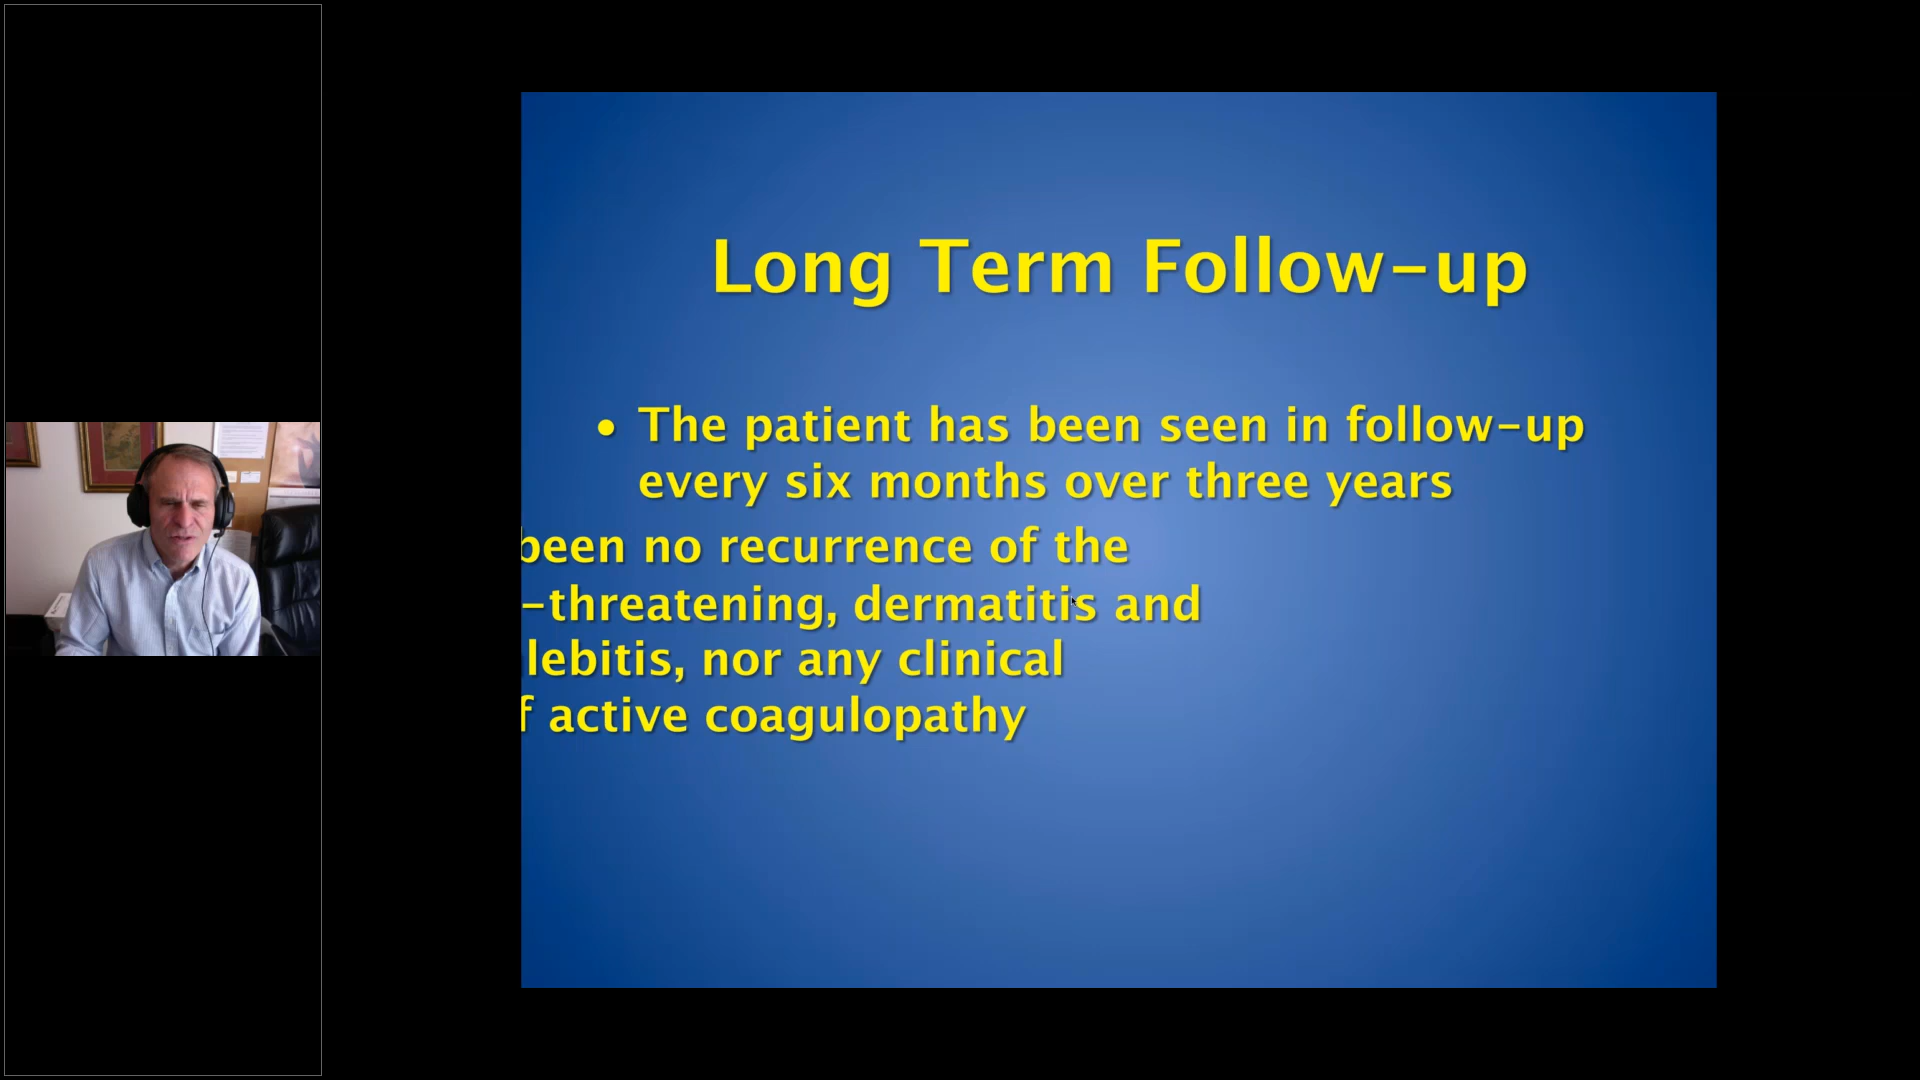 Long Term Follow-up
• The patient has been seen in follow-up
every six months over three years
been no recurrence of the
-threatening, dermatitis and
lebitis, nor any clinical
f active coagulopathy